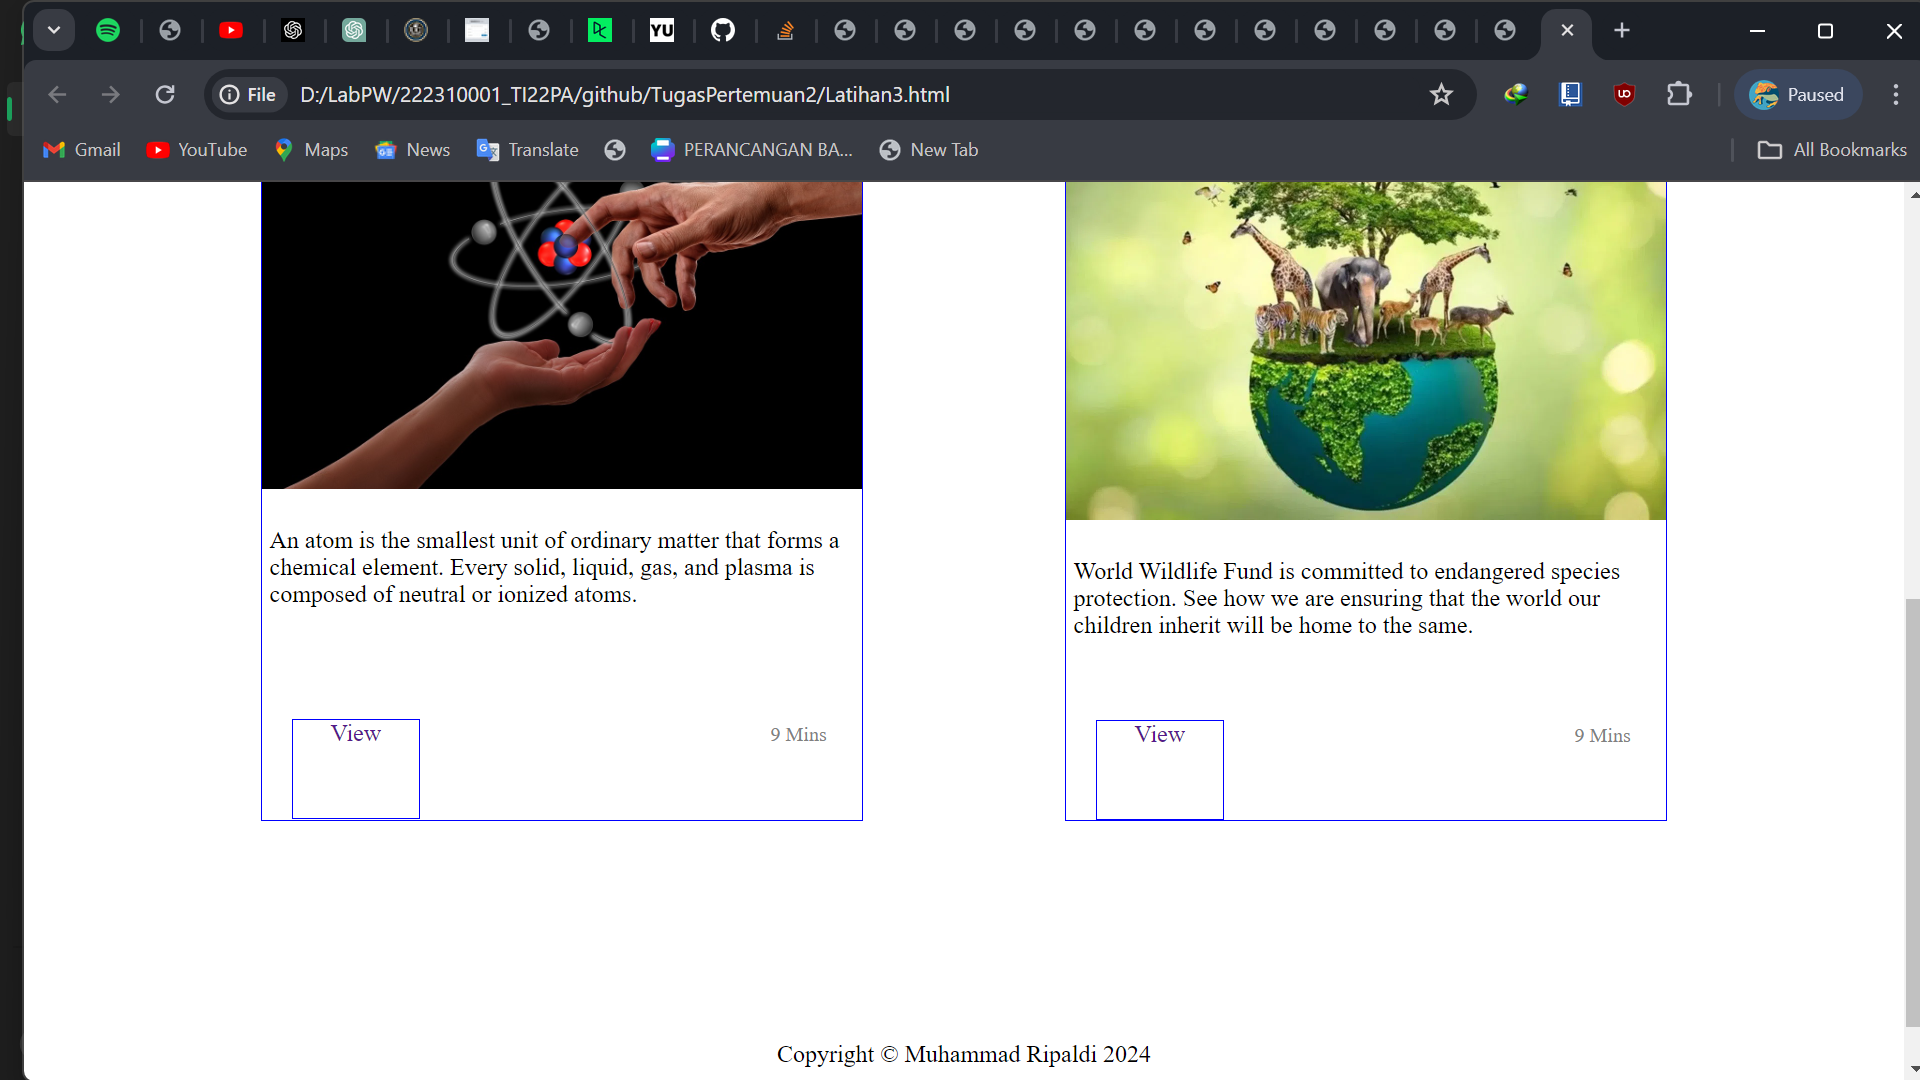 YU
File
D:/LabPW/222310001_TI22PA/github/TugasPertemuan2/Latihan3.html
Paused
Gmail
YouTube
Maps
News
Translate
PERANCANGAN BA...
New Tab
All Bookmarks
An atom is the smallest unit of ordinary matter that forms a
chemical element. Every solid, liquid, gas, and plasma is
composed of neutral or ionized atoms.
View
9 Mins
World Wildlife Fund is committed to endangered species
protection. See how we are ensuring that the world our
children inherit will be home to the same.
View
9 Mins
Copyright © Muhammad Ripaldi 2024